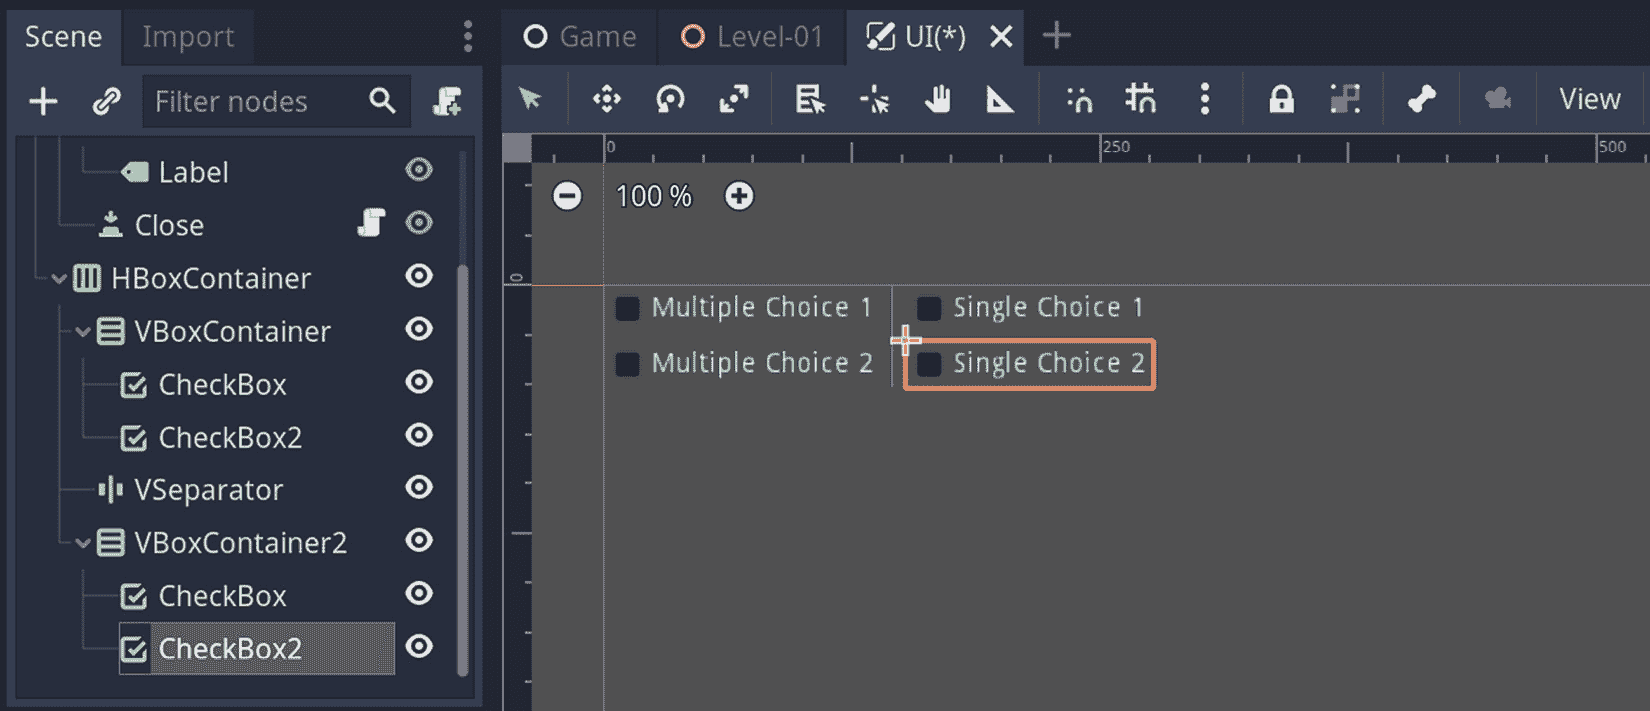 Scene Import
Game Level-01 UI(*)
Filter nodes
View
Label
Close
HBoxContainer
VBoxContainer
CheckBox
CheckBox2
VSeparator
VBoxContainer2
CheckBox
CheckBox2
0 250 500
100 %
0
Multiple Choice 1 Single Choice 1
Multiple Choice 2 Single Choice 2